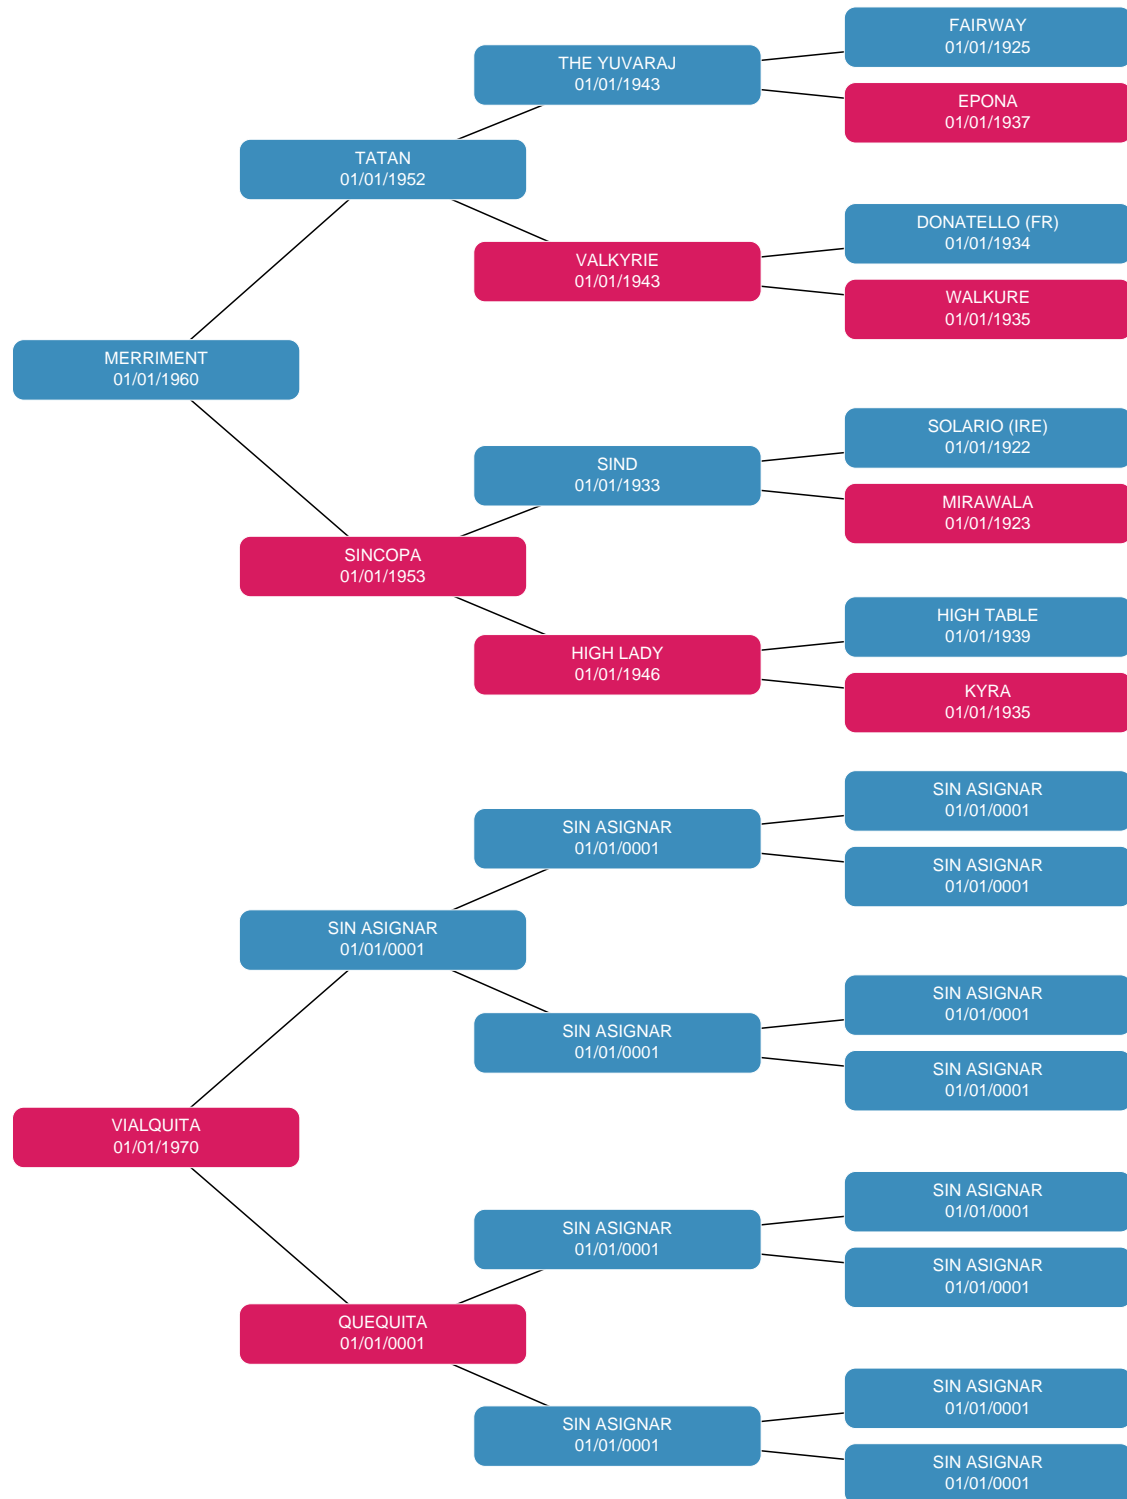 FAIRWAY
01/01/1925
THE YUVARAJ
01/01/1943
EPONA
01/01/1937
TATAN
01/01/1952
DONATELLO (FR)
01/01/1934
VALKYRIE
01/01/1943
WALKURE
01/01/1935
MERRIMENT
01/01/1960
SOLARIO (IRE)
01/01/1922
SIND
01/01/1933
MIRAWALA
01/01/1923
SINCOPA
01/01/1953
HIGH TABLE
01/01/1939
HIGH LADY
01/01/1946
KYRA
01/01/1935
SIN ASIGNAR
01/01/0001
SIN ASIGNAR
01/01/0001
SIN ASIGNAR
01/01/0001
SIN ASIGNAR
01/01/0001
SIN ASIGNAR
01/01/0001
SIN ASIGNAR
01/01/0001
SIN ASIGNAR
01/01/0001
VIALQUITA
01/01/1970
SIN ASIGNAR
01/01/0001
SIN ASIGNAR
01/01/0001
SIN ASIGNAR
01/01/0001
QUEQUITA
01/01/0001
SIN ASIGNAR
01/01/0001
SIN ASIGNAR
01/01/0001
SIN ASIGNAR
01/01/0001